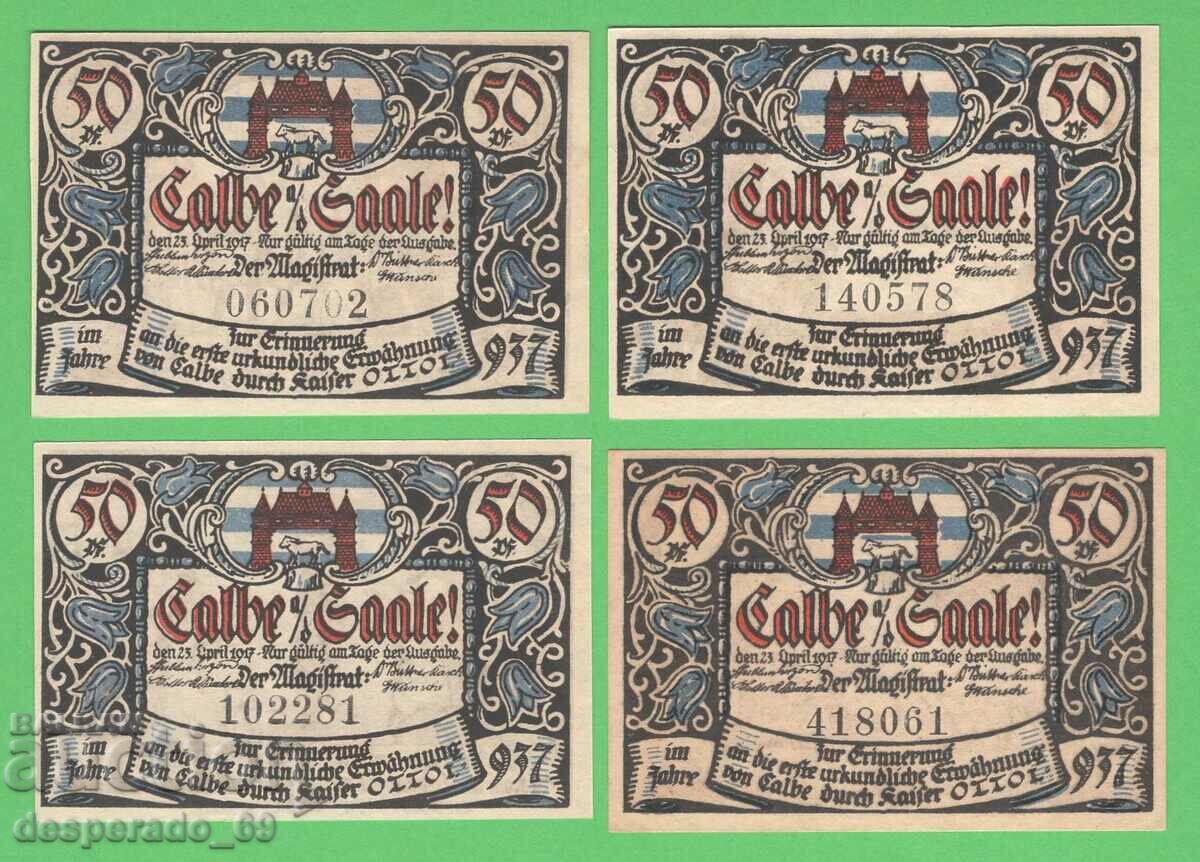 50 Pf. 50 Pf.
Calbe a/S Saale!
den 23. April 1917 - Nur gültig am Tage der Ausgabe.
Der Magistrat:
060702
im Jahre
Zur Erinnerung
an die erste urkundliche Erwähnung
von Calbe durch Kaiser OTTO I.
937
50 Pf. 50 Pf.
Calbe a/S Saale!
den 23. April 1917 - Nur gültig am Tage der Ausgabe.
Der Magistrat:
140578
im Jahre
Zur Erinnerung
an die erste urkundliche Erwähnung
von Calbe durch Kaiser OTTO I.
937
50 Pf. 50 Pf.
Calbe a/S Saale!
den 23. April 1917 - Nur gültig am Tage der Ausgabe.
Der Magistrat:
102281
im Jahre
Zur Erinnerung
an die erste urkundliche Erwähnung
von Calbe durch Kaiser OTTO I.
937
50 Pf. 50 Pf.
Calbe a/S Saale!
den 23. April 1917 - Nur gültig am Tage der Ausgabe.
Der Magistrat:
418061
im Jahre
Zur Erinnerung
an die erste urkundliche Erwähnung
von Calbe durch Kaiser OTTO I.
937
desperado_69